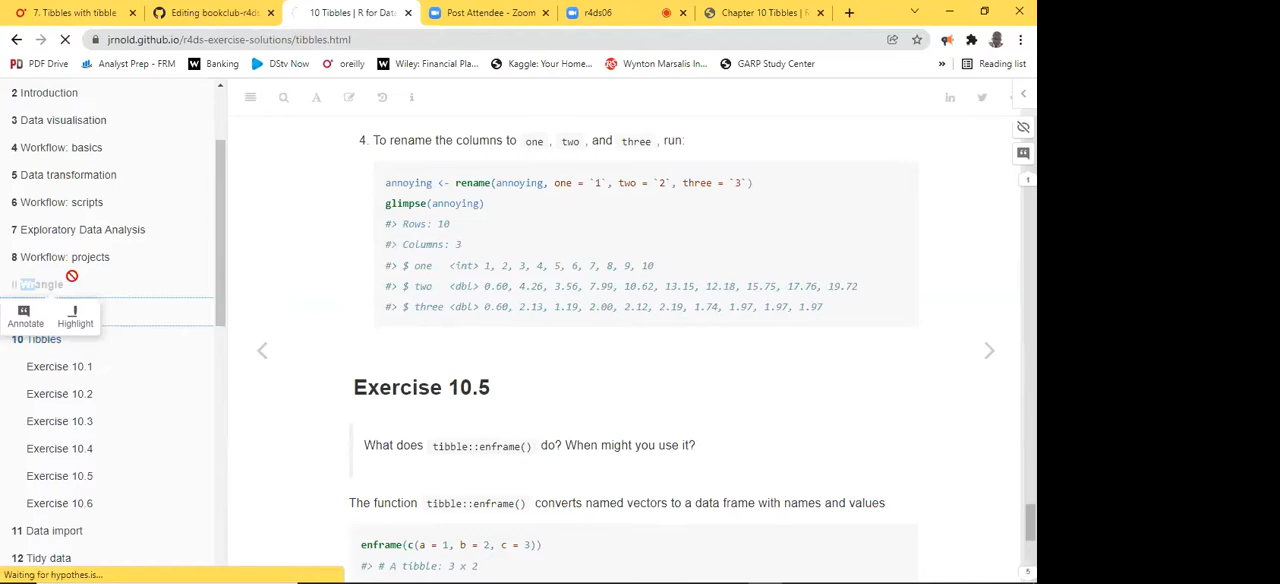 7. Tibbles with tibble
Editing bookclub-r4ds
10 Tibbles | R for Dat
Post Attendee - Zoom
r4ds06
Chapter 10 Tibbles | R
jrnold.github.io/r4ds-exercise-solutions/tibbles.html
PDF Drive
Analyst Prep - FRM
Banking
DStv Now
oreilly
Wiley: Financial Pla...
Kaggle: Your Home...
Wynton Marsalis In...
GARP Study Center
»
Reading list
2 Introduction
3 Data visualisation
4 Workflow: basics
5 Data transformation
6 Workflow: scripts
7 Exploratory Data Analysis
8 Workflow: projects
II Wrangle
Annotate
Highlight
10 Tibbles
Exercise 10.1
Exercise 10.2
Exercise 10.3
Exercise 10.4
Exercise 10.5
Exercise 10.6
11 Data import
12 Tidy data
Waiting for hypothes.is...
4. To rename the columns to one , two , and three , run:
annoying <- rename(annoying, one = `1`, two = `2`, three = `3`)
glimpse(annoying)
#> Rows: 10
#> Columns: 3
#> $ one <int> 1, 2, 3, 4, 5, 6, 7, 8, 9, 10
#> $ two <dbl> 0.60, 4.26, 3.56, 7.99, 10.62, 13.15, 12.18, 15.75, 17.76, 19.72
#> $ three <dbl> 0.60, 2.13, 1.19, 2.00, 2.12, 2.19, 1.74, 1.97, 1.97, 1.97
Exercise 10.5
What does tibble::enframe() do? When might you use it?
The function tibble::enframe() converts named vectors to a data frame with names and values
enframe(c(a = 1, b = 2, c = 3))
#> # A tibble: 3 x 2
1
5